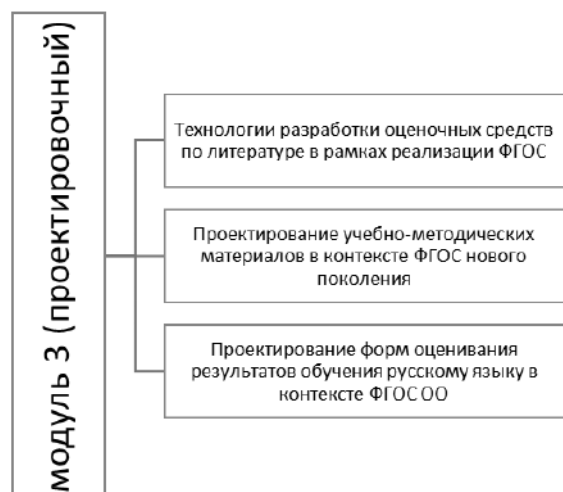 модуль 3 (проектировочный)
Технологии разработки оценочных средств
по литературе в рамках реализации ФГОС
Проектирование учебно-методических
материалов в контексте ФГОС нового
поколения
Проектирование форм оценивания
результатов обучения русскому языку в
контексте ФГОС ОО